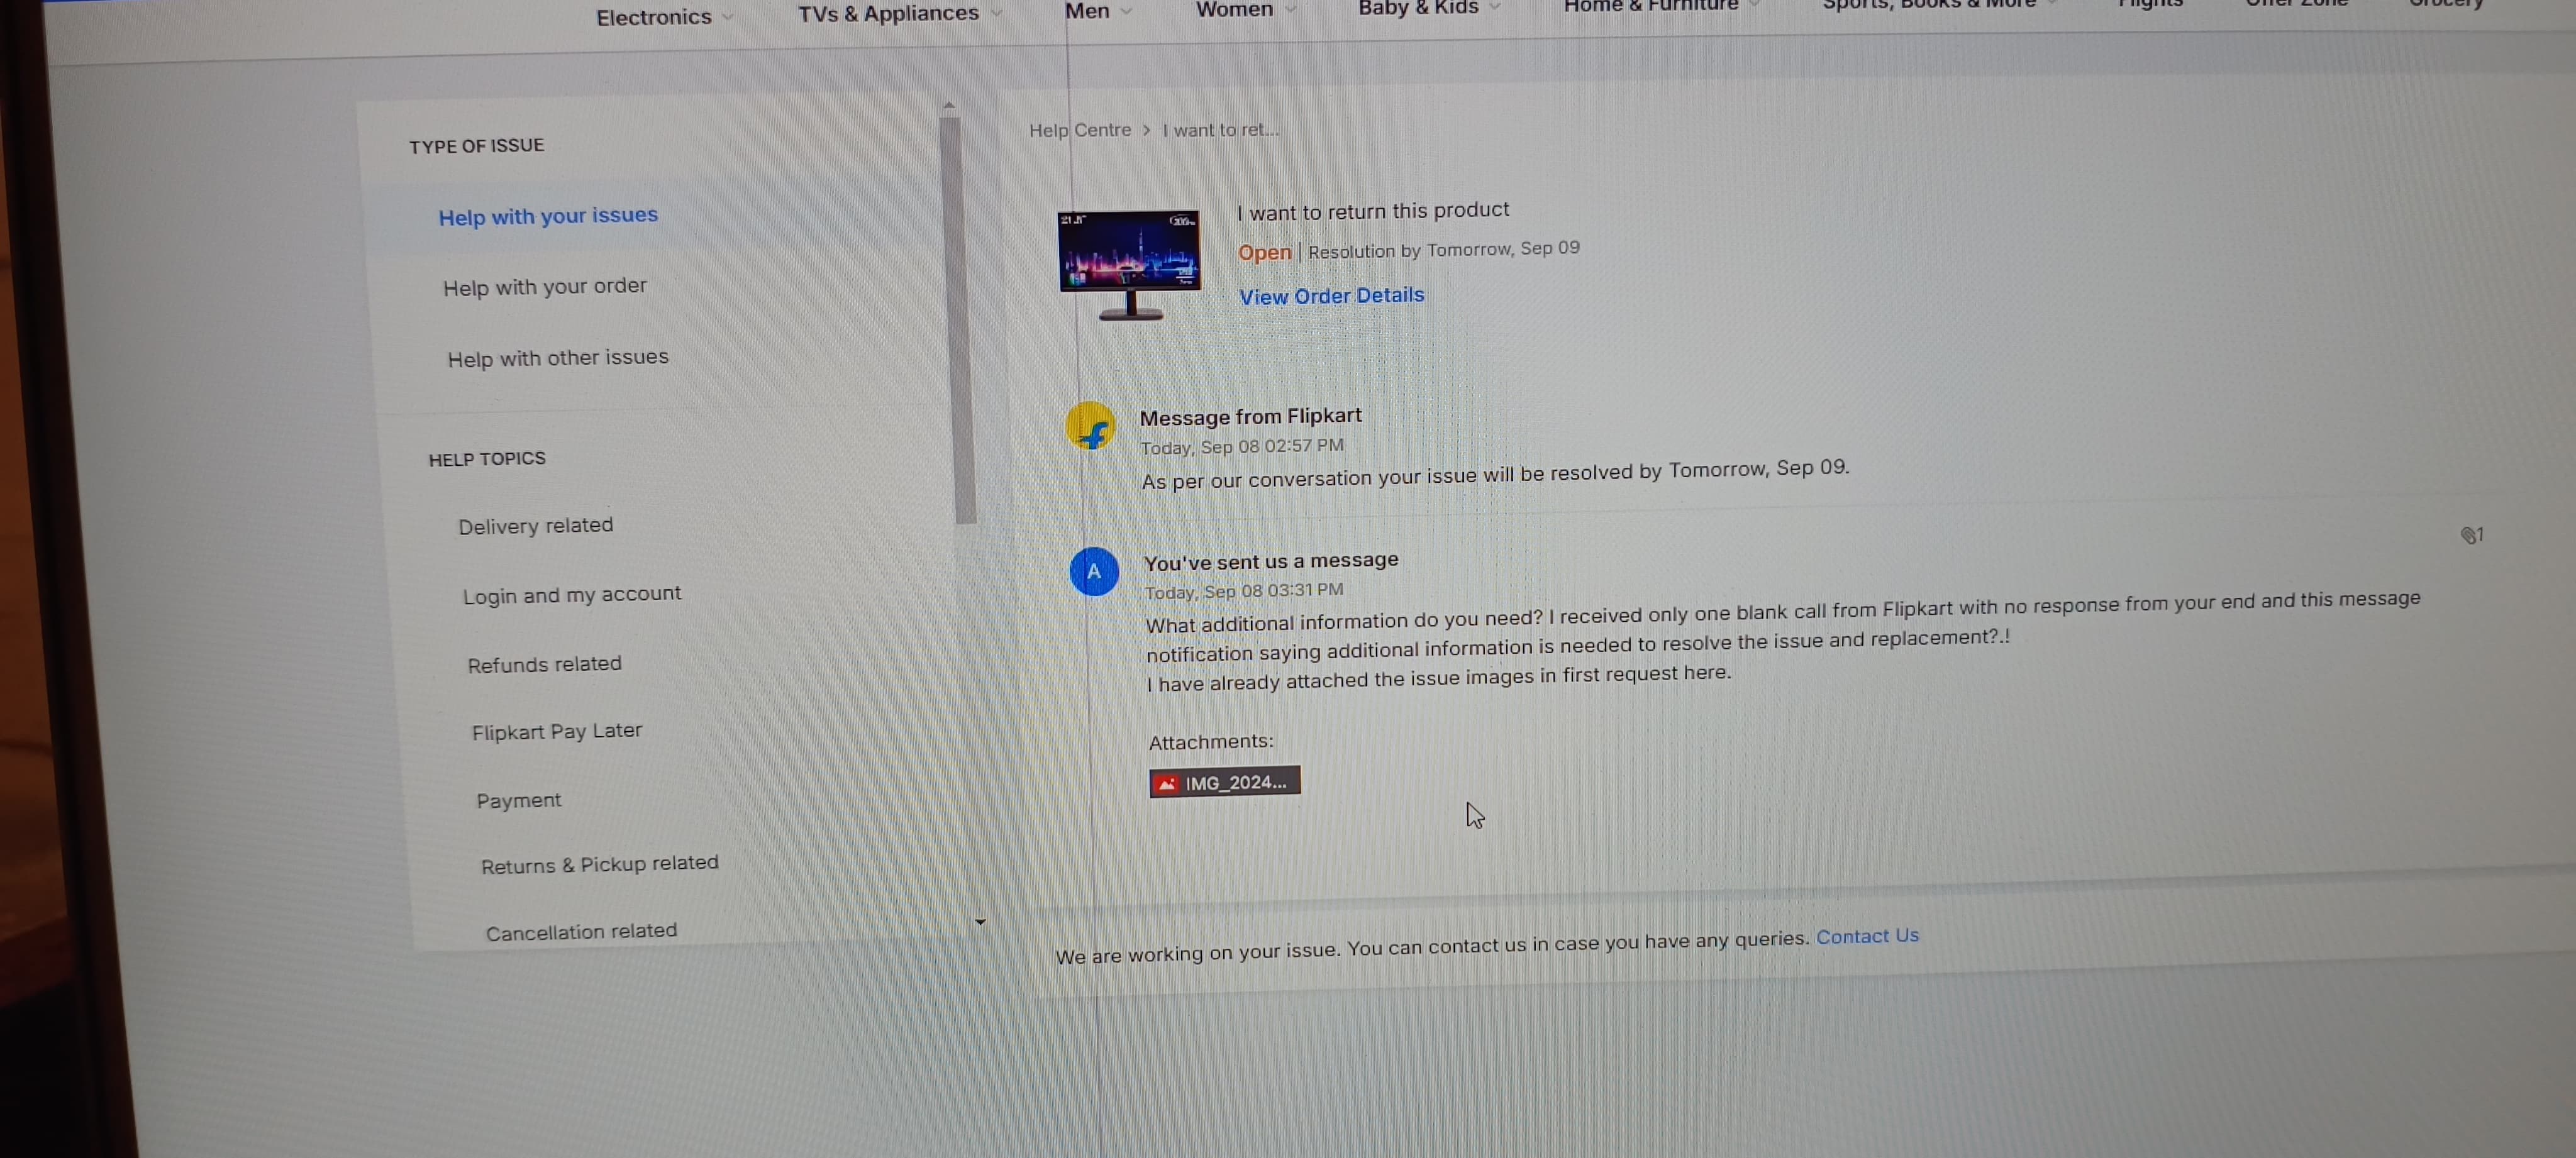 Electronics
TVs & Appliances
Men
Women
Baby & Kids
Home & Furniture
Sports, Books & More
Flights
Offer Zone
Grocery
TYPE OF ISSUE
Help with your issues
Help with your order
Help with other issues
HELP TOPICS
Delivery related
Login and my account
Refunds related
Flipkart Pay Later
Payment
Returns & Pickup related
Cancellation related
Help Centre > I want to ret...
21.5"
I want to return this product
Open | Resolution by Tomorrow, Sep 09
View Order Details
Message from Flipkart
Today, Sep 08 02:57 PM
As per our conversation your issue will be resolved by Tomorrow, Sep 09.
1
A
You've sent us a message
Today, Sep 08 03:31 PM
What additional information do you need? I received only one blank call from Flipkart with no response from your end and this message
notification saying additional information is needed to resolve the issue and replacement?.!
I have already attached the issue images in first request here.
Attachments:
IMG_2024...
We are working on your issue. You can contact us in case you have any queries. Contact Us